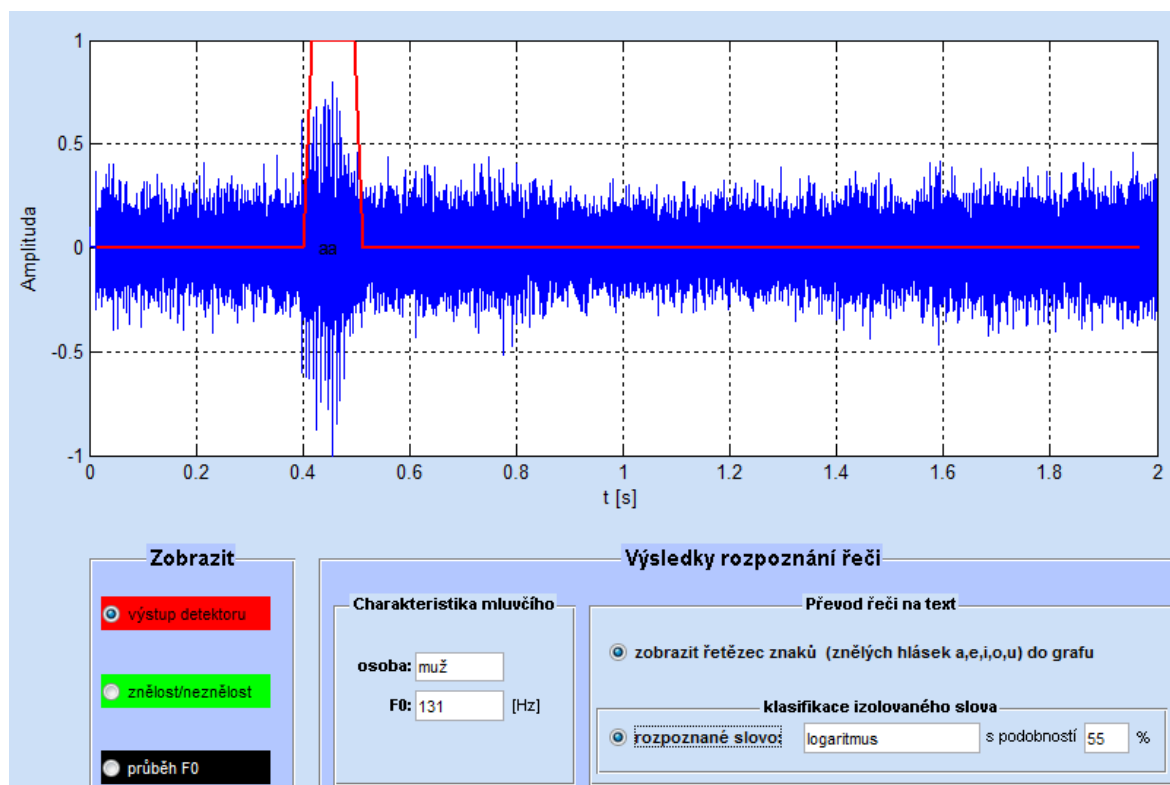 1
0.5
0
-0.5
-1
Amplituda
aa
0 0.2 0.4 0.6 0.8 1 1.2 1.4 1.6 1.8 2
t [s]
Zobrazit
výstup detektoru
znělost/neznělost
průběh F0
Výsledky rozpoznání řeči
Charakteristika mluvčího
osoba: muž
F0: 131 [Hz]
Převod řeči na text
zobrazit řetězec znaků (znělých hlásek a,e,i,o,u) do grafu
klasifikace izolovaného slova
rozpoznané slovo: logaritmus s podobností 55 %